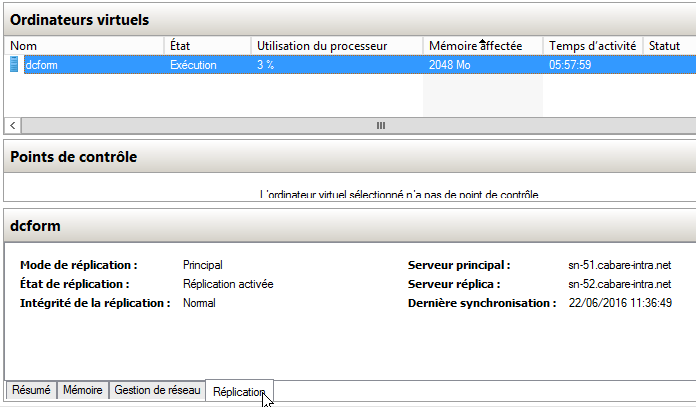 Ordinateurs virtuels
Nom État Utilisation du processeur Mémoire affectée Temps d'activité Statut
dcform Exécution 3 % 2048 Mo 05:57:59
Points de contrôle
L'ordinateur virtuel sélectionné n'a pas de point de contrôle
dcform
Mode de réplication : Principal Serveur principal : sn-51.cabare-intra.net
État de réplication : Réplication activée Serveur réplica : sn-52.cabare-intra.net
Intégrité de la réplication : Normal Dernière synchronisation : 22/06/2016 11:36:49
Résumé Mémoire Gestion de réseau Réplication